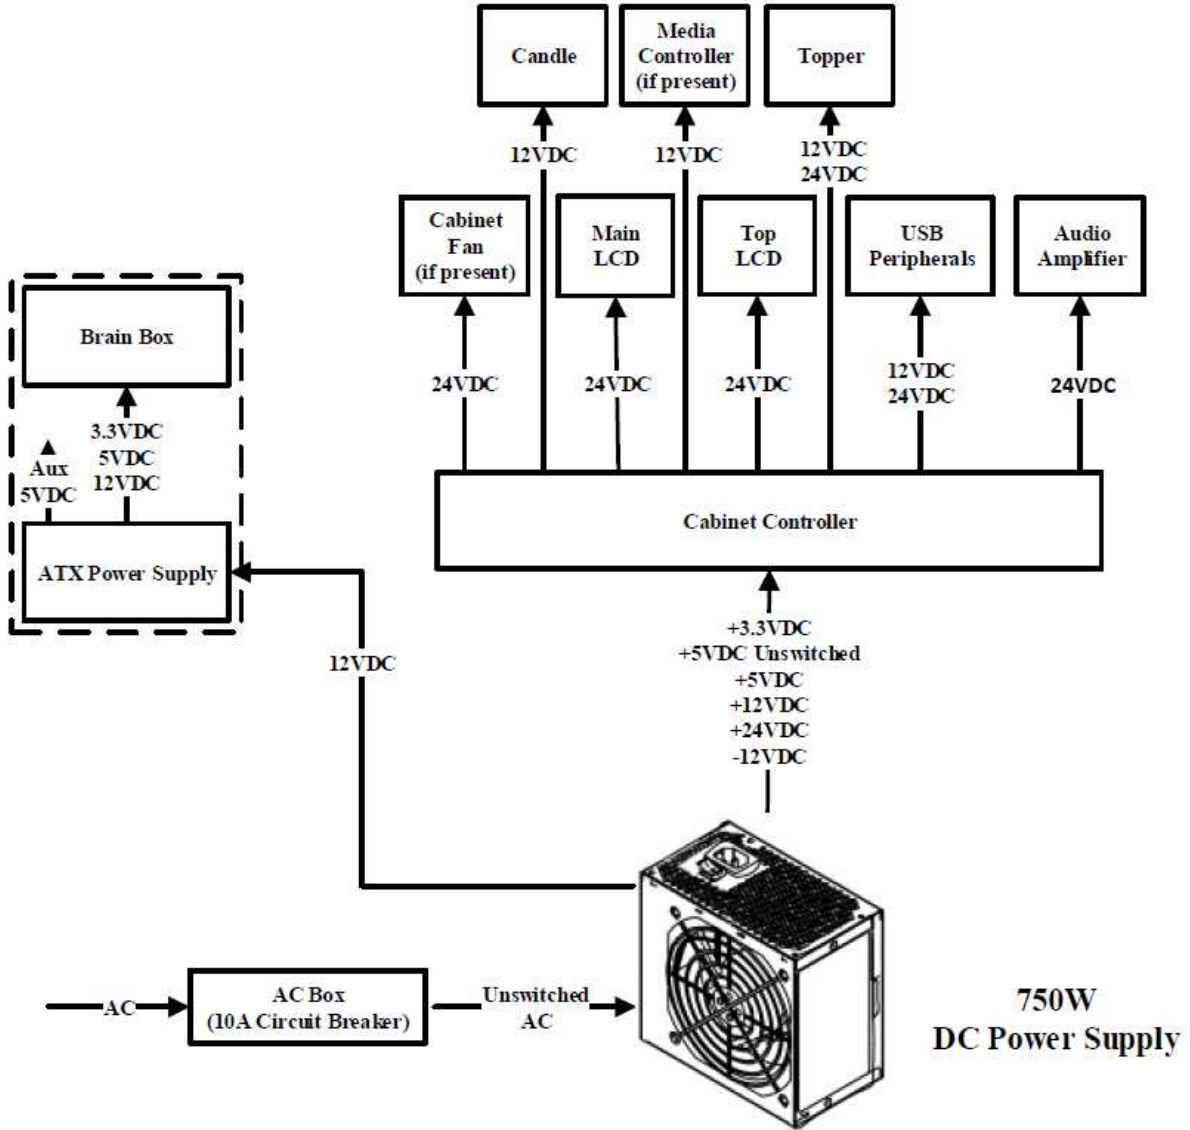 Candle
Media
Controller
(if present)
Topper
12VDC
12VDC
12VDC
24VDC
Cabinet
Fan
(if present)
Main
LCD
Top
LCD
USB
Peripherals
Audio
Amplifier
24VDC
24VDC
24VDC
12VDC
24VDC
24VDC
Brain Box
3.3VDC
5VDC
12VDC
Aux
5VDC
ATX Power Supply
Cabinet Controller
12VDC
+3.3VDC
+5VDC Unswitched
+5VDC
+12VDC
+24VDC
-12VDC
AC
AC Box
(10A Circuit Breaker)
Unswitched
AC
750W
DC Power Supply